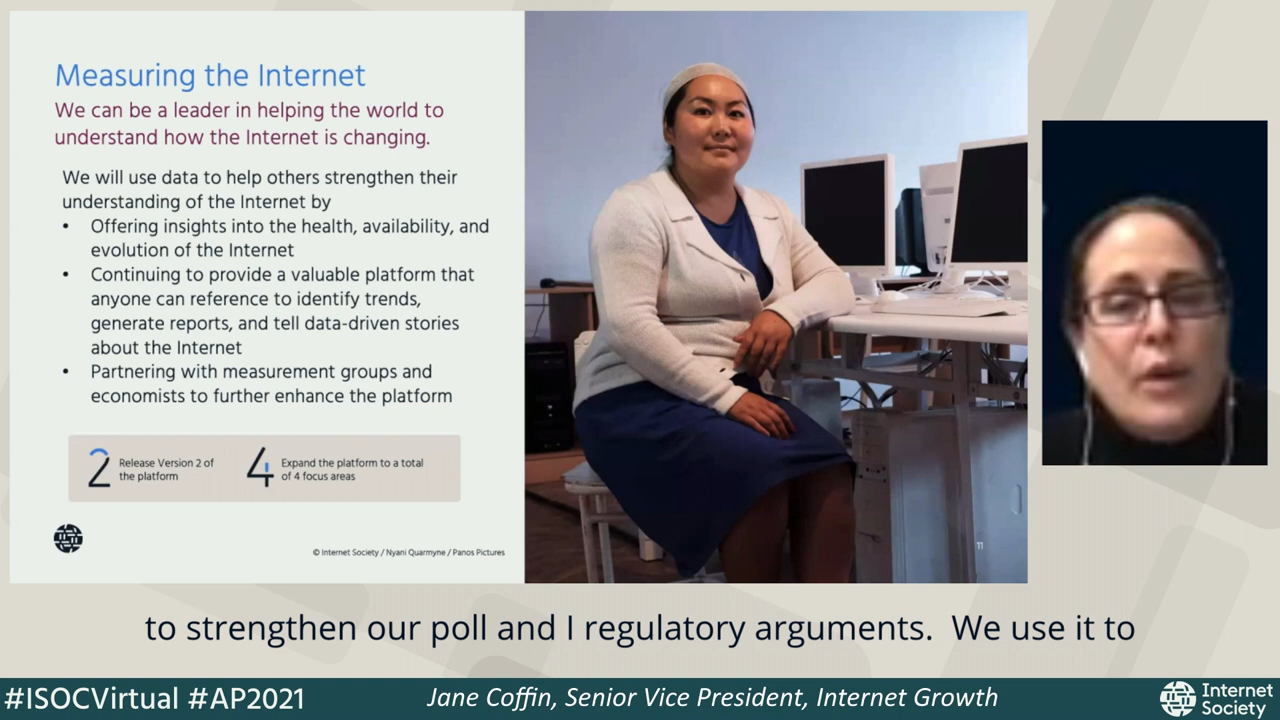 Measuring the Internet
We can be a leader in helping the world to
understand how the Internet is changing.
We will use data to help others strengthen their
understanding of the Internet by
• Offering insights into the health, availability, and
evolution of the Internet
• Continuing to provide a valuable platform that
anyone can reference to identify trends,
generate reports, and tell data-driven stories
about the Internet
• Partnering with measurement groups and
economists to further enhance the platform
2 Release Version 2 of
the platform
4 Expand the platform to a total
of 4 focus areas
© Internet Society / Nyani Quarmyne / Panos Pictures
11
to strengthen our poll and I regulatory arguments.  We use it to
#ISOCVirtual #AP2021
Jane Coffin, Senior Vice President, Internet Growth
Internet
Society